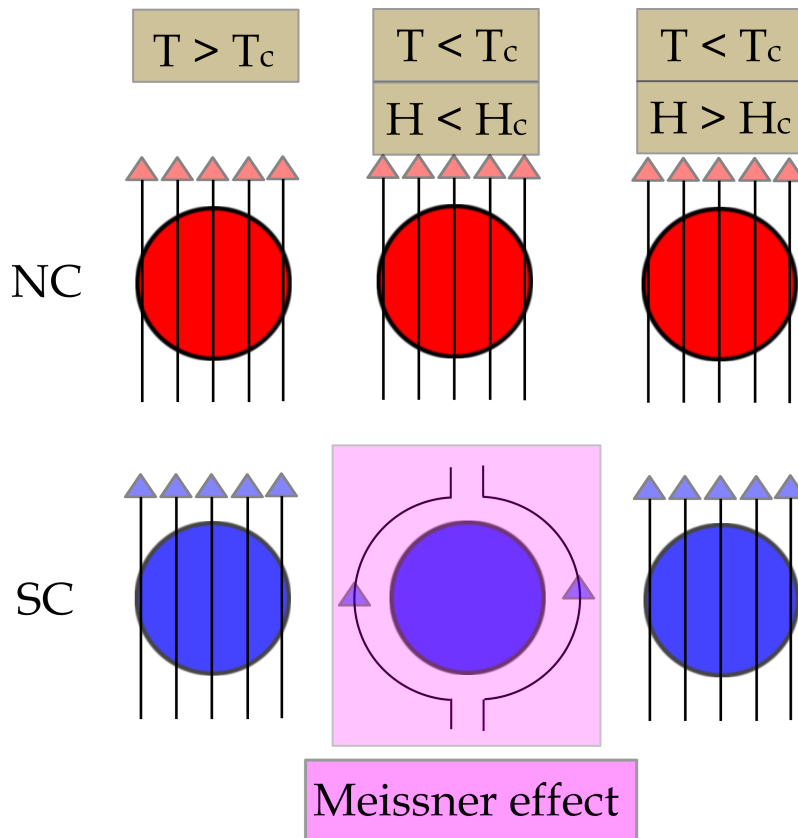 T > Tc
T < Tc
T < Tc
H < Hc
H > Hc
NC
SC
Meissner effect